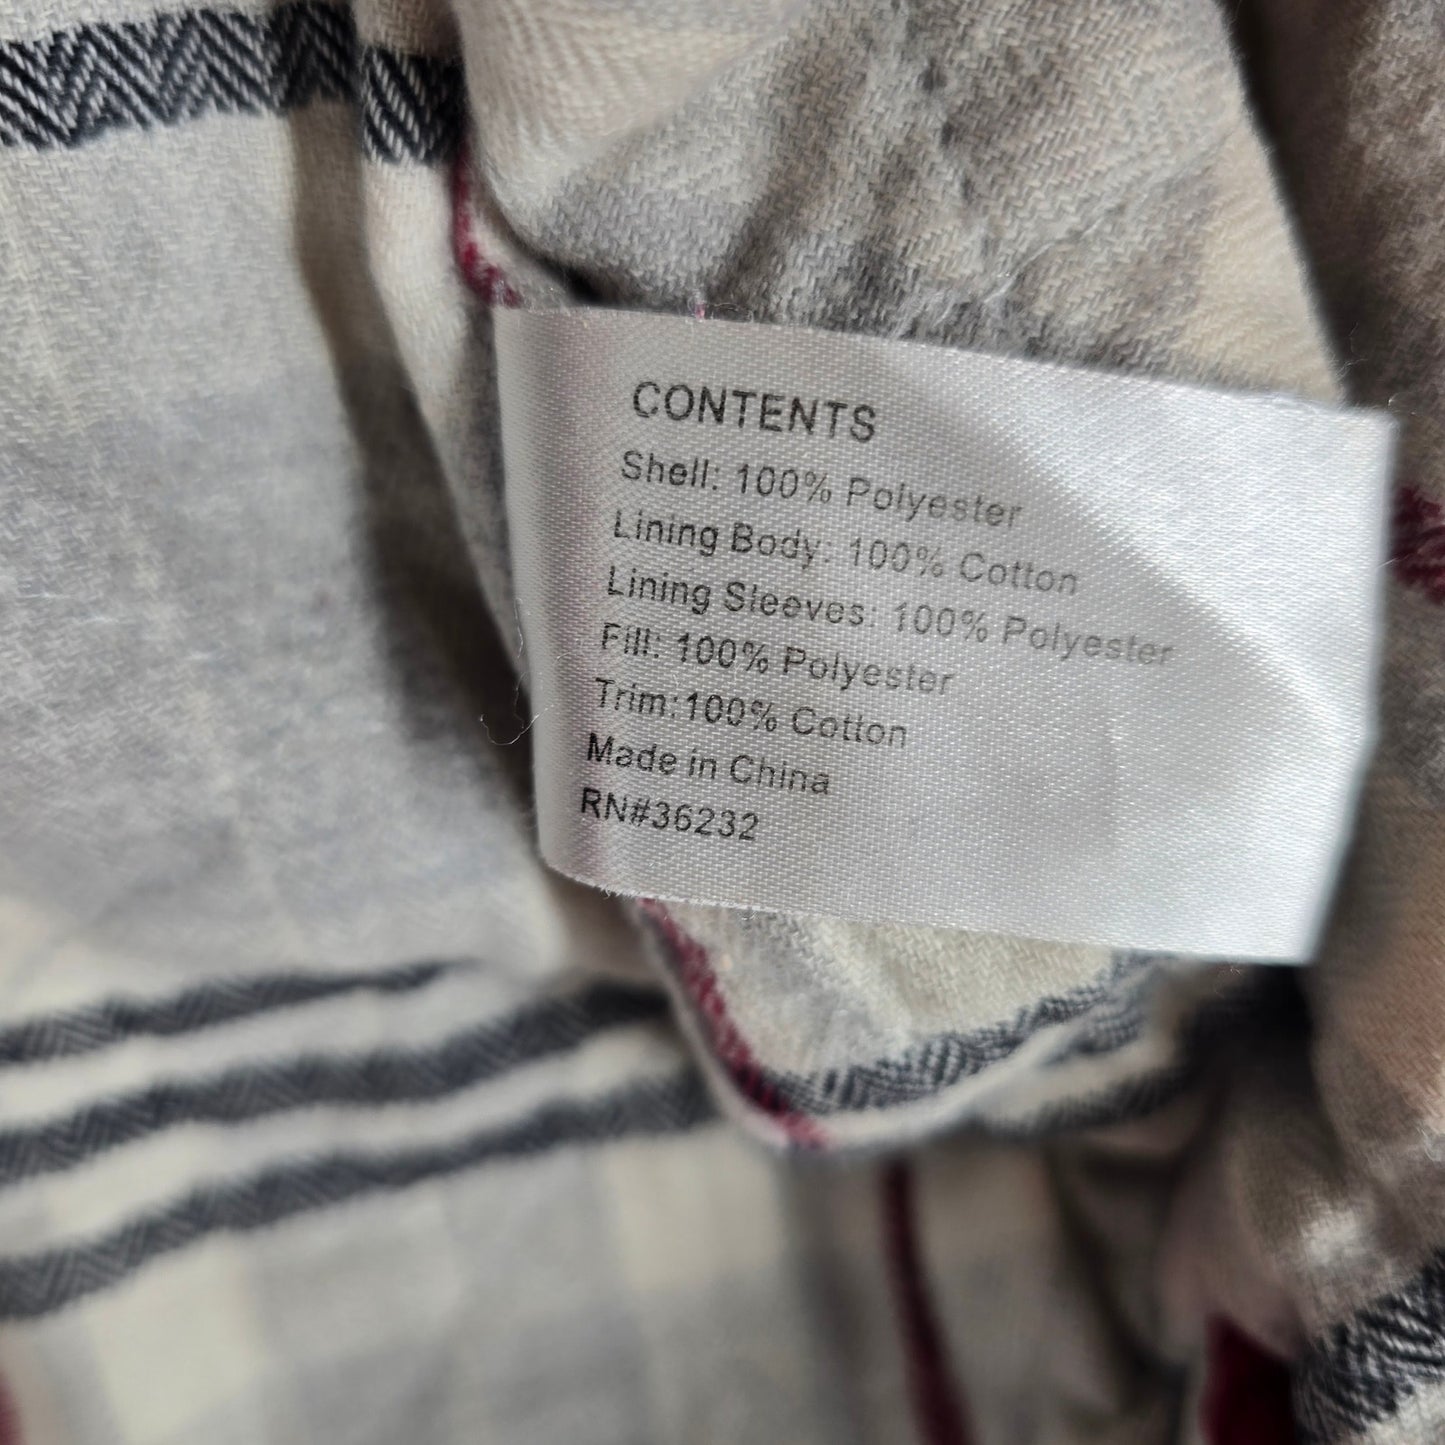 CONTENTS
Shell: 100% Polyester
Lining Body: 100% Cotton
Lining Sleeves: 100% Polyester
Fill: 100% Polyester
Trim:100% Cotton
Made in China
RN#36232